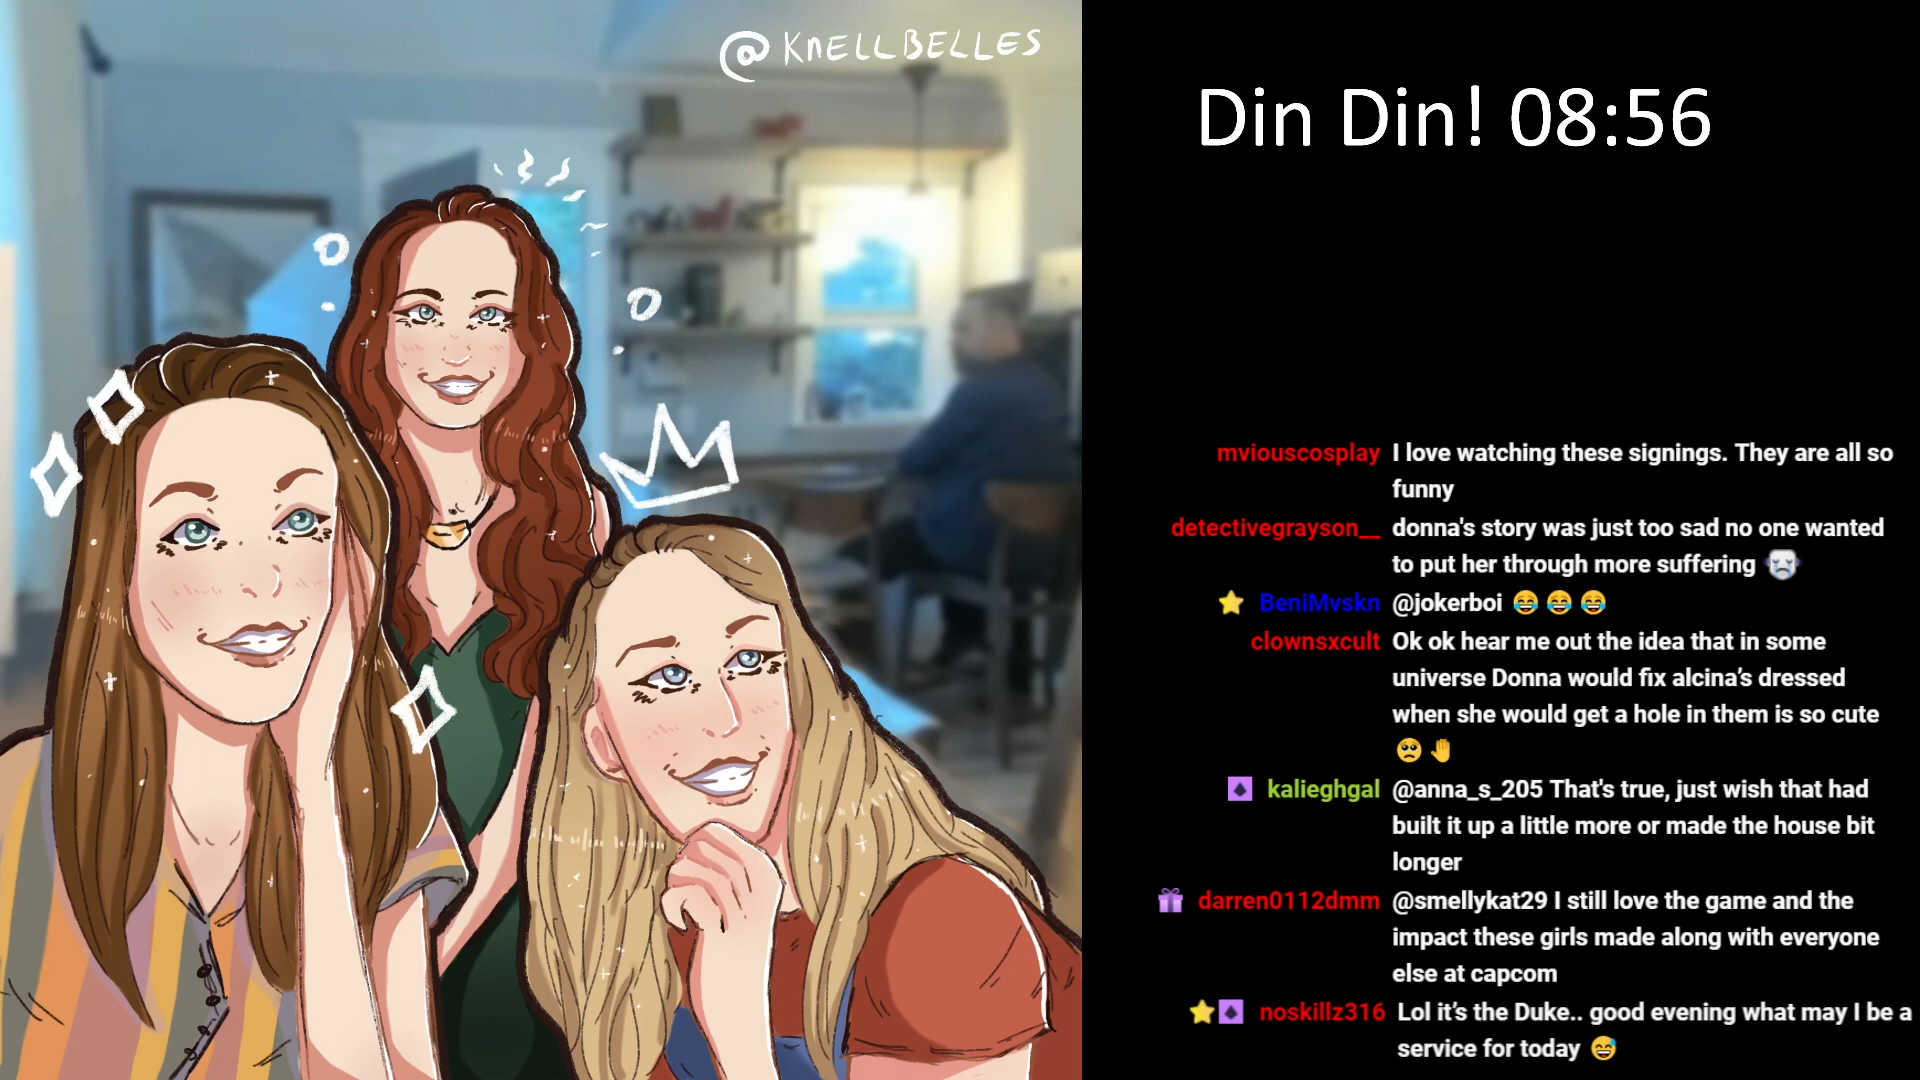 @KNELLBELLES
Din Din! 08:56
mviouscosplay I love watching these signings. They are all so
funny
detectivegrayson__ donna's story was just too sad no one wanted
to put her through more suffering
BeniMvskn @jokerboi 😂 😂 😂
clownsxcult Ok ok hear me out the idea that in some
universe Donna would fix alcina’s dressed
when she would get a hole in them is so cute
🥺 🤚
kalieghgal @anna_s_205 That's true, just wish that had
built it up a little more or made the house bit
longer
darren0112dmm @smellykat29 I still love the game and the
impact these girls made along with everyone
else at capcom
noskillz316 Lol it’s the Duke.. good evening what may I be a
service for today 😅